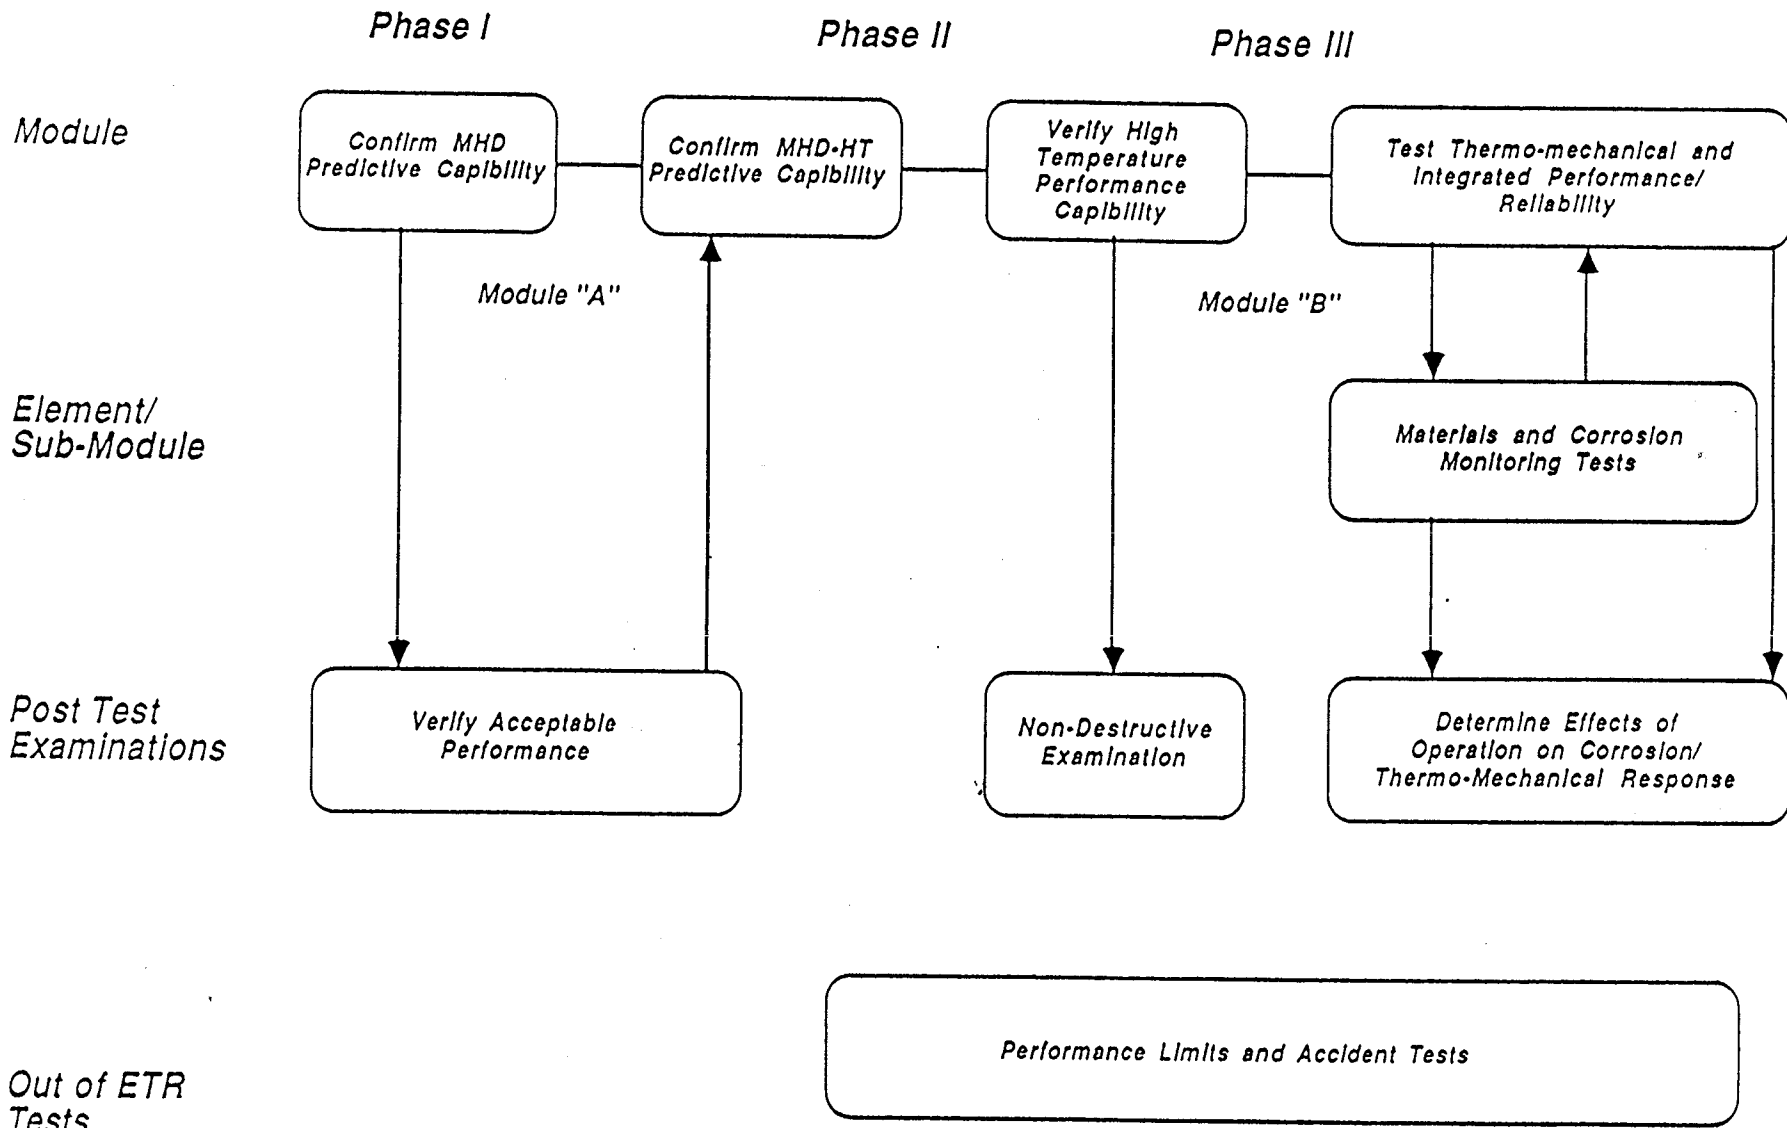 Phase I
Phase II
Phase III
Module
Confirm MHD
Predictive Capibility
Confirm MHD-HT
Predictive Capibility
Verify High
Temperature
Performance
Capibility
Test Thermo-mechanical and
Integrated Performance/
Reliability
Module "A"
Module "B"
Element/
Sub-Module
Materials and Corrosion
Monitoring Tests
Post Test
Examinations
Verify Acceptable
Performance
Non-Destructive
Examination
Determine Effects of
Operation on Corrosion/
Thermo-Mechanical Response
Performance Limits and Accident Tests
Out of ETR
Tests